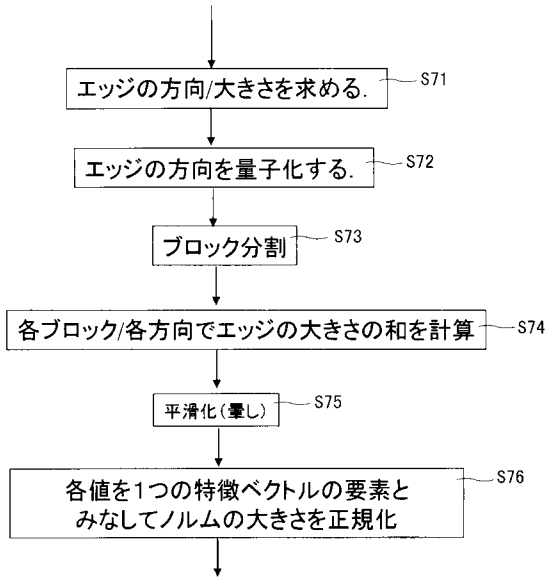 エッジの方向/大きさを求める.
S71
エッジの方向を量子化する.
S72
ブロック分割
S73
各ブロック/各方向でエッジの大きさの和を計算
S74
平滑化(暈し)
S75
各値を1つの特徴ベクトルの要素と
みなしてノルムの大きさを正規化
S76